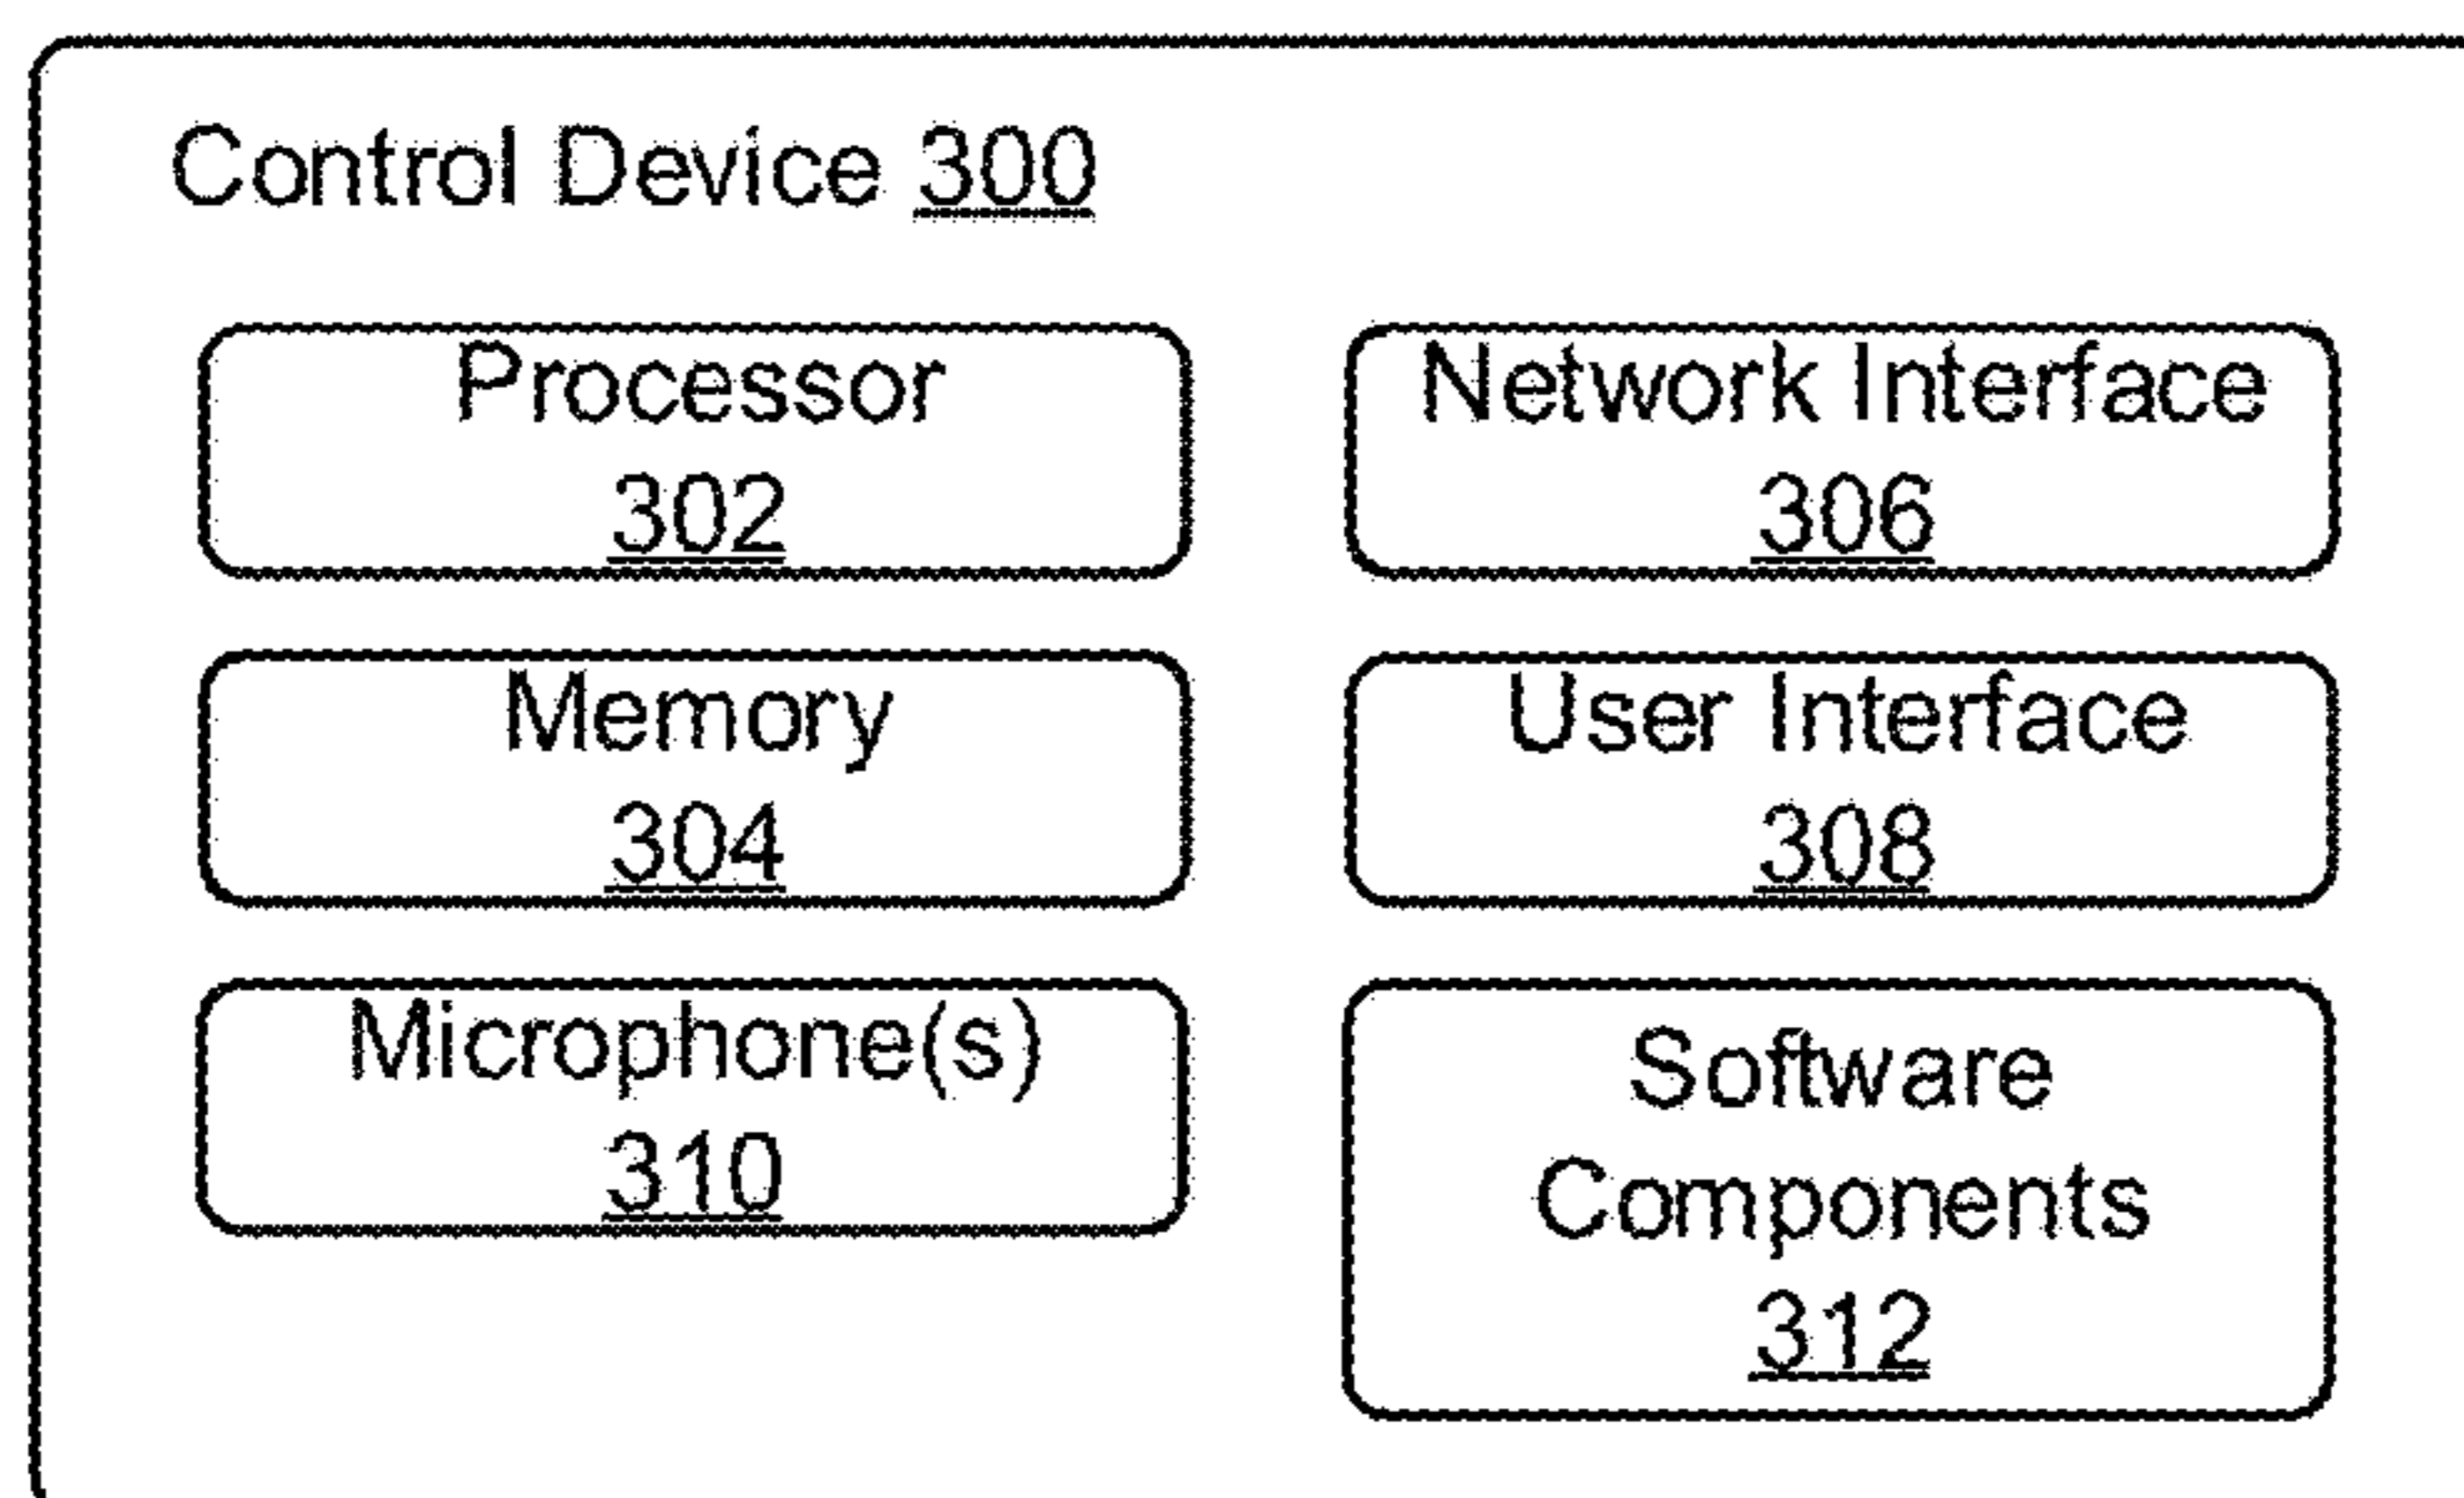 Control Device 300
Processor
302
Network Interface
306
Memory
304
User Interface
308
Microphone(s)
310
Software
Components
312